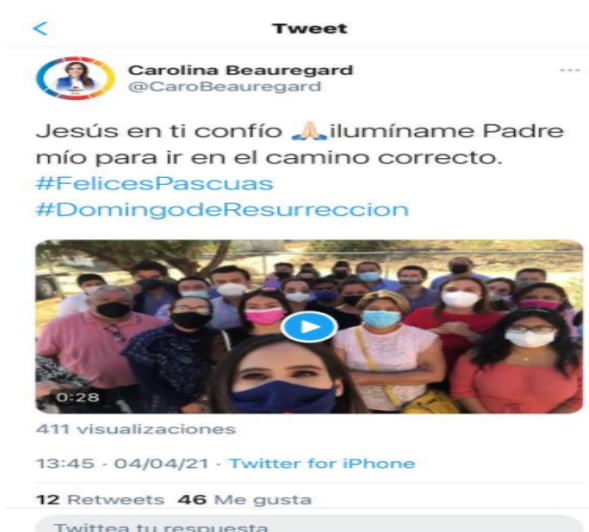 Tweet
Carolina Beauregard
@CaroBeauregard
Jesús en ti confío 🙏🏻ilumíname Padre
mío para ir en el camino correcto.
#FelicesPascuas
#DomingodeResurreccion
0:28
411 visualizaciones
13:45 · 04/04/21 · Twitter for iPhone
12 Retweets 46 Me gusta
Twittea tu respuesta